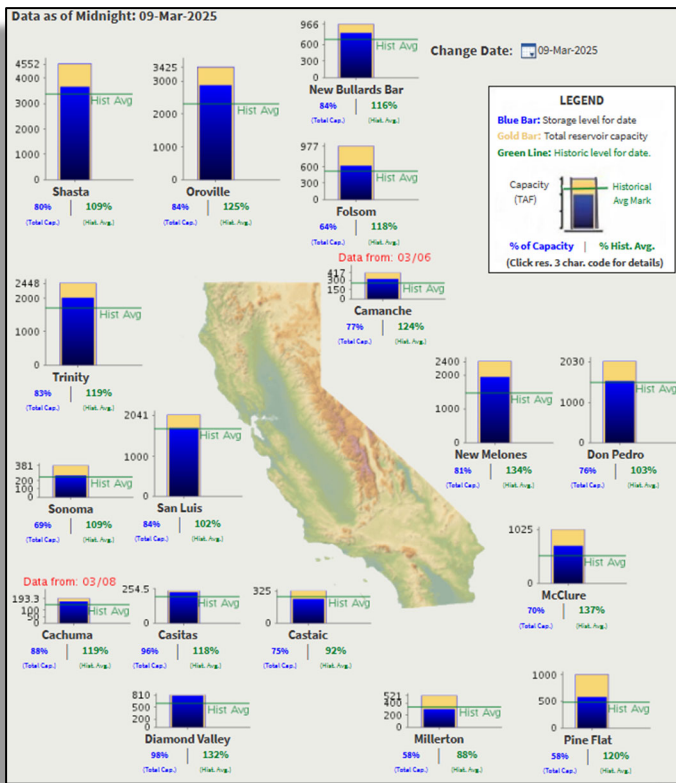 Data as of Midnight: 09-Mar-2025
Change Date: 09-Mar-2025
4552
4000
3000
2000
1000
0
Hist Avg
Shasta
80% | 109%
(Total Cap.) (Hist. Avg.)
3425
3000
2000
1000
0
Hist Avg
Oroville
84% | 125%
(Total Cap.) (Hist. Avg.)
966
600
300
0
Hist Avg
New Bullards Bar
84% | 116%
(Total Cap.) (Hist. Avg.)
977
600
300
0
Hist Avg
Folsom
64% | 118%
(Total Cap.) (Hist. Avg.)
LEGEND
Blue Bar: Storage level for date
Gold Bar: Total reservoir capacity
Green Line: Historic level for date.
Capacity
(TAF)
Historical
Avg Mark
% of Capacity | % Hist. Avg.
(Click res. 3 char. code for details)
Data from: 03/06
417
300
150
0
Hist Avg
Camanche
77% | 124%
(Total Cap.) (Hist. Avg.)
2448
2000
1000
0
Hist Avg
Trinity
83% | 119%
(Total Cap.) (Hist. Avg.)
2400
2000
1000
0
Hist Avg
New Melones
81% | 134%
(Total Cap.) (Hist. Avg.)
2030
1000
0
Hist Avg
Don Pedro
76% | 103%
(Total Cap.) (Hist. Avg.)
381
200
100
0
Hist Avg
Sonoma
69% | 109%
(Total Cap.) (Hist. Avg.)
2041
1000
0
Hist Avg
San Luis
84% | 102%
(Total Cap.) (Hist. Avg.)
1025
500
0
Hist Avg
McClure
70% | 137%
(Total Cap.) (Hist. Avg.)
Data from: 03/08
193.3
100
50
0
Hist Avg
Cachuma
88% | 119%
(Total Cap.) (Hist. Avg.)
254.5
100
0
Hist Avg
Casitas
96% | 118%
(Total Cap.) (Hist. Avg.)
325
100
0
Hist Avg
Castaic
75% | 92%
(Total Cap.) (Hist. Avg.)
810
500
200
0
Hist Avg
Diamond Valley
98% | 132%
(Total Cap.) (Hist. Avg.)
521
400
200
0
Hist Avg
Millerton
58% | 88%
(Total Cap.) (Hist. Avg.)
1000
500
0
Hist Avg
Pine Flat
58% | 120%
(Total Cap.) (Hist. Avg.)